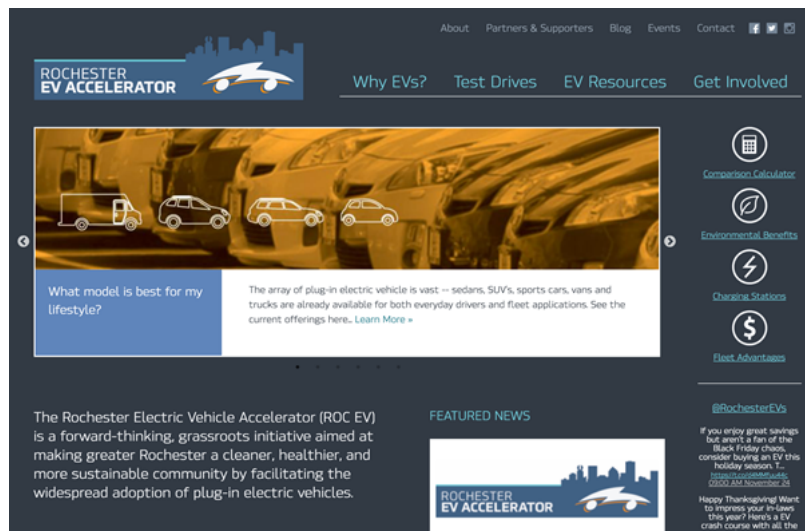 About Partners & Supporters Blog Events Contact
ROCHESTER
EV ACCELERATOR
Why EVs? Test Drives EV Resources Get Involved
What model is best for my
lifestyle?
The array of plug-in electric vehicle is vast -- sedans, SUV's, sports cars, vans and
trucks are already available for both everyday drivers and fleet applications. See the
current offerings here... Learn More »
Comparison Calculator
Environmental Benefits
Charging Stations
Fleet Advantages
The Rochester Electric Vehicle Accelerator (ROC EV)
is a forward-thinking, grassroots initiative aimed at
making greater Rochester a cleaner, healthier, and
more sustainable community by facilitating the
widespread adoption of plug-in electric vehicles.
FEATURED NEWS
ROCHESTER
EV ACCELERATOR
@RochesterEVs
If you enjoy great savings
but aren't a fan of the
Black Friday chaos,
consider buying an EV this
holiday season. T...
09:00 AM November 24
Happy Thanksgiving! Want
to impress your in-laws
this year? Here's a EV
crash course with all the